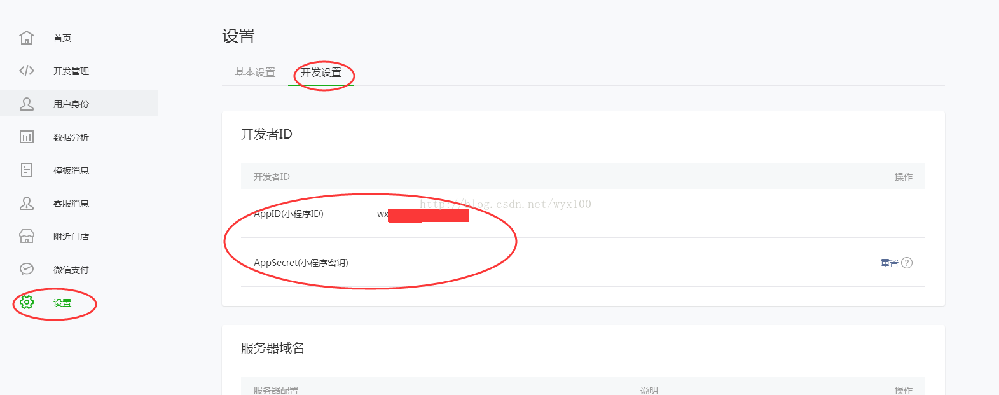 首页
开发管理
用户身份
数据分析
模板消息
客服消息
附近门店
微信支付
设置
设置
基本设置 开发设置
开发者ID
开发者ID 操作
http://blog.csdn.net/wyx100
AppID(小程序ID) wx
AppSecret(小程序密钥) 重置 ?
服务器域名
服务器配置 说明 操作